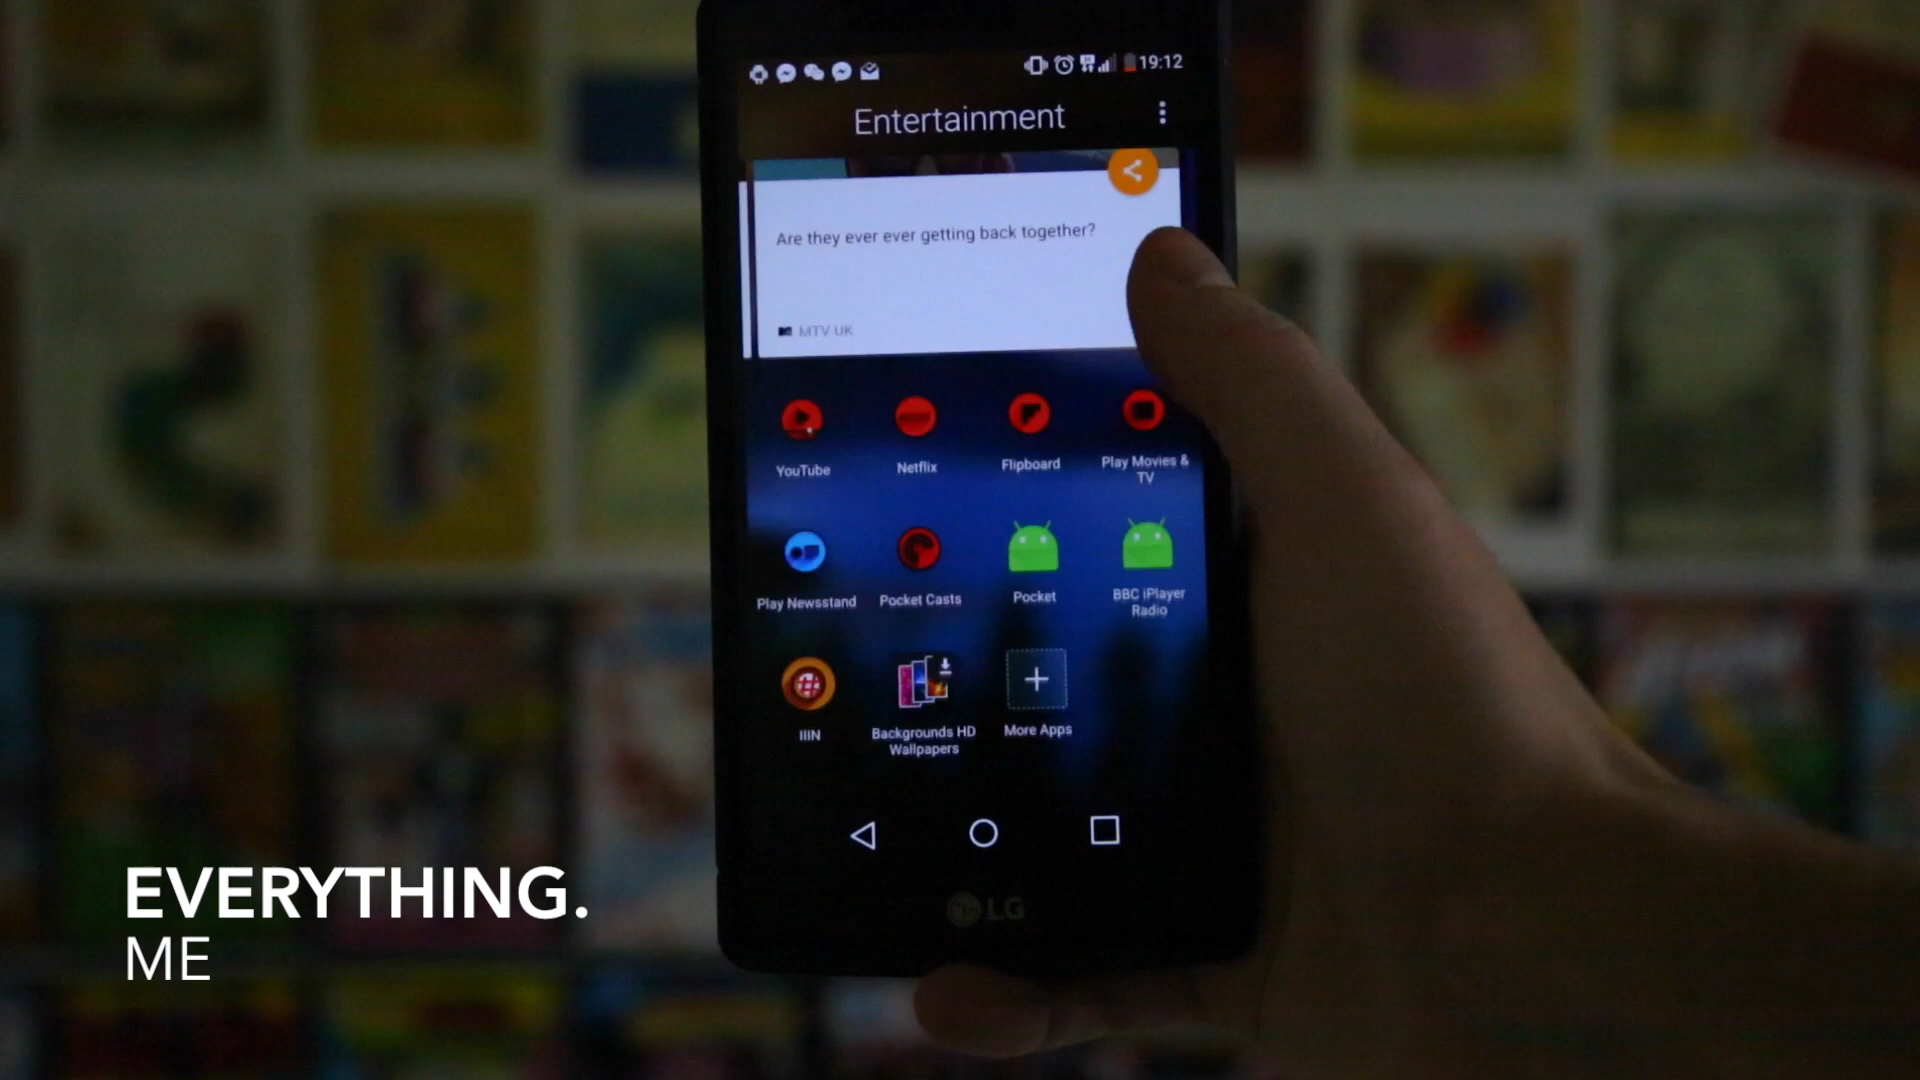 19:12
Entertainment
Are they ever ever getting back together?
MTV UK
YouTube
Netflix
Flipboard
Play Movies &
TV
Play Newsstand
Pocket Casts
Pocket
BBC iPlayer
Radio
IIIN
Backgrounds HD
Wallpapers
More Apps
LG
EVERYTHING.
ME